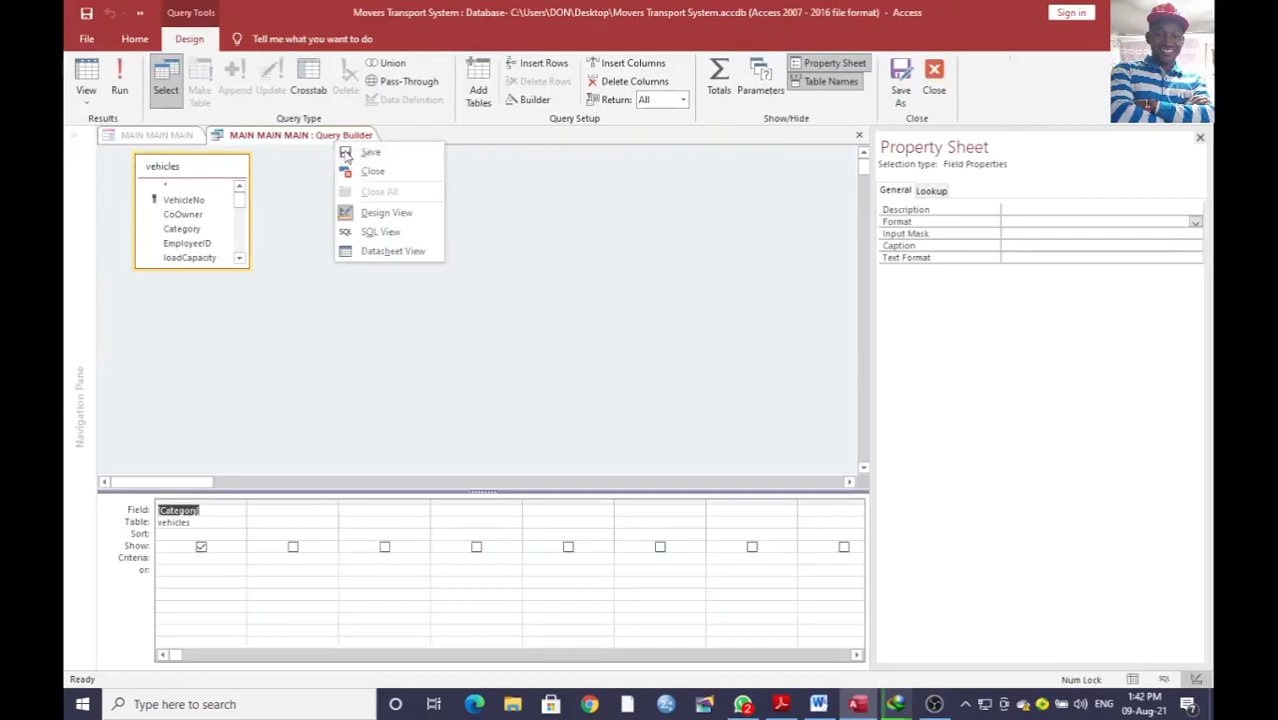 Query Tools
Movers Transport System : Database- C:\Users\DON\Desktop\Movers Transport System.accdb (Access 2007 - 2016 file format) - Access
Sign in
File
Home
Design
Tell me what you want to do
View
Run
Results
Select
Make Table
Append
Update
Crosstab
Delete
Union
Pass-Through
Data Definition
Query Type
Add Tables
Insert Rows
Delete Rows
Builder
Insert Columns
Delete Columns
Return: All
Query Setup
Totals
Parameters
Property Sheet
Table Names
Show/Hide
Save As
Close
Close
MAIN MAIN MAIN
MAIN MAIN MAIN : Query Builder
Save
Close
Close All
Design View
SQL SQL View
Datasheet View
vehicles
*
VehicleNo
CoOwner
Category
EmployeeID
loadCapacity
Navigation Pane
Property Sheet
Selection type: Field Properties
General
Lookup
Description
Format
Input Mask
Caption
Text Format
Field: [Category]
Table: vehicles
Sort:
Show:
Criteria:
or:
Ready
Num Lock
SQL
Type here to search
2
ENG
1:42 PM
09-Aug-21
7